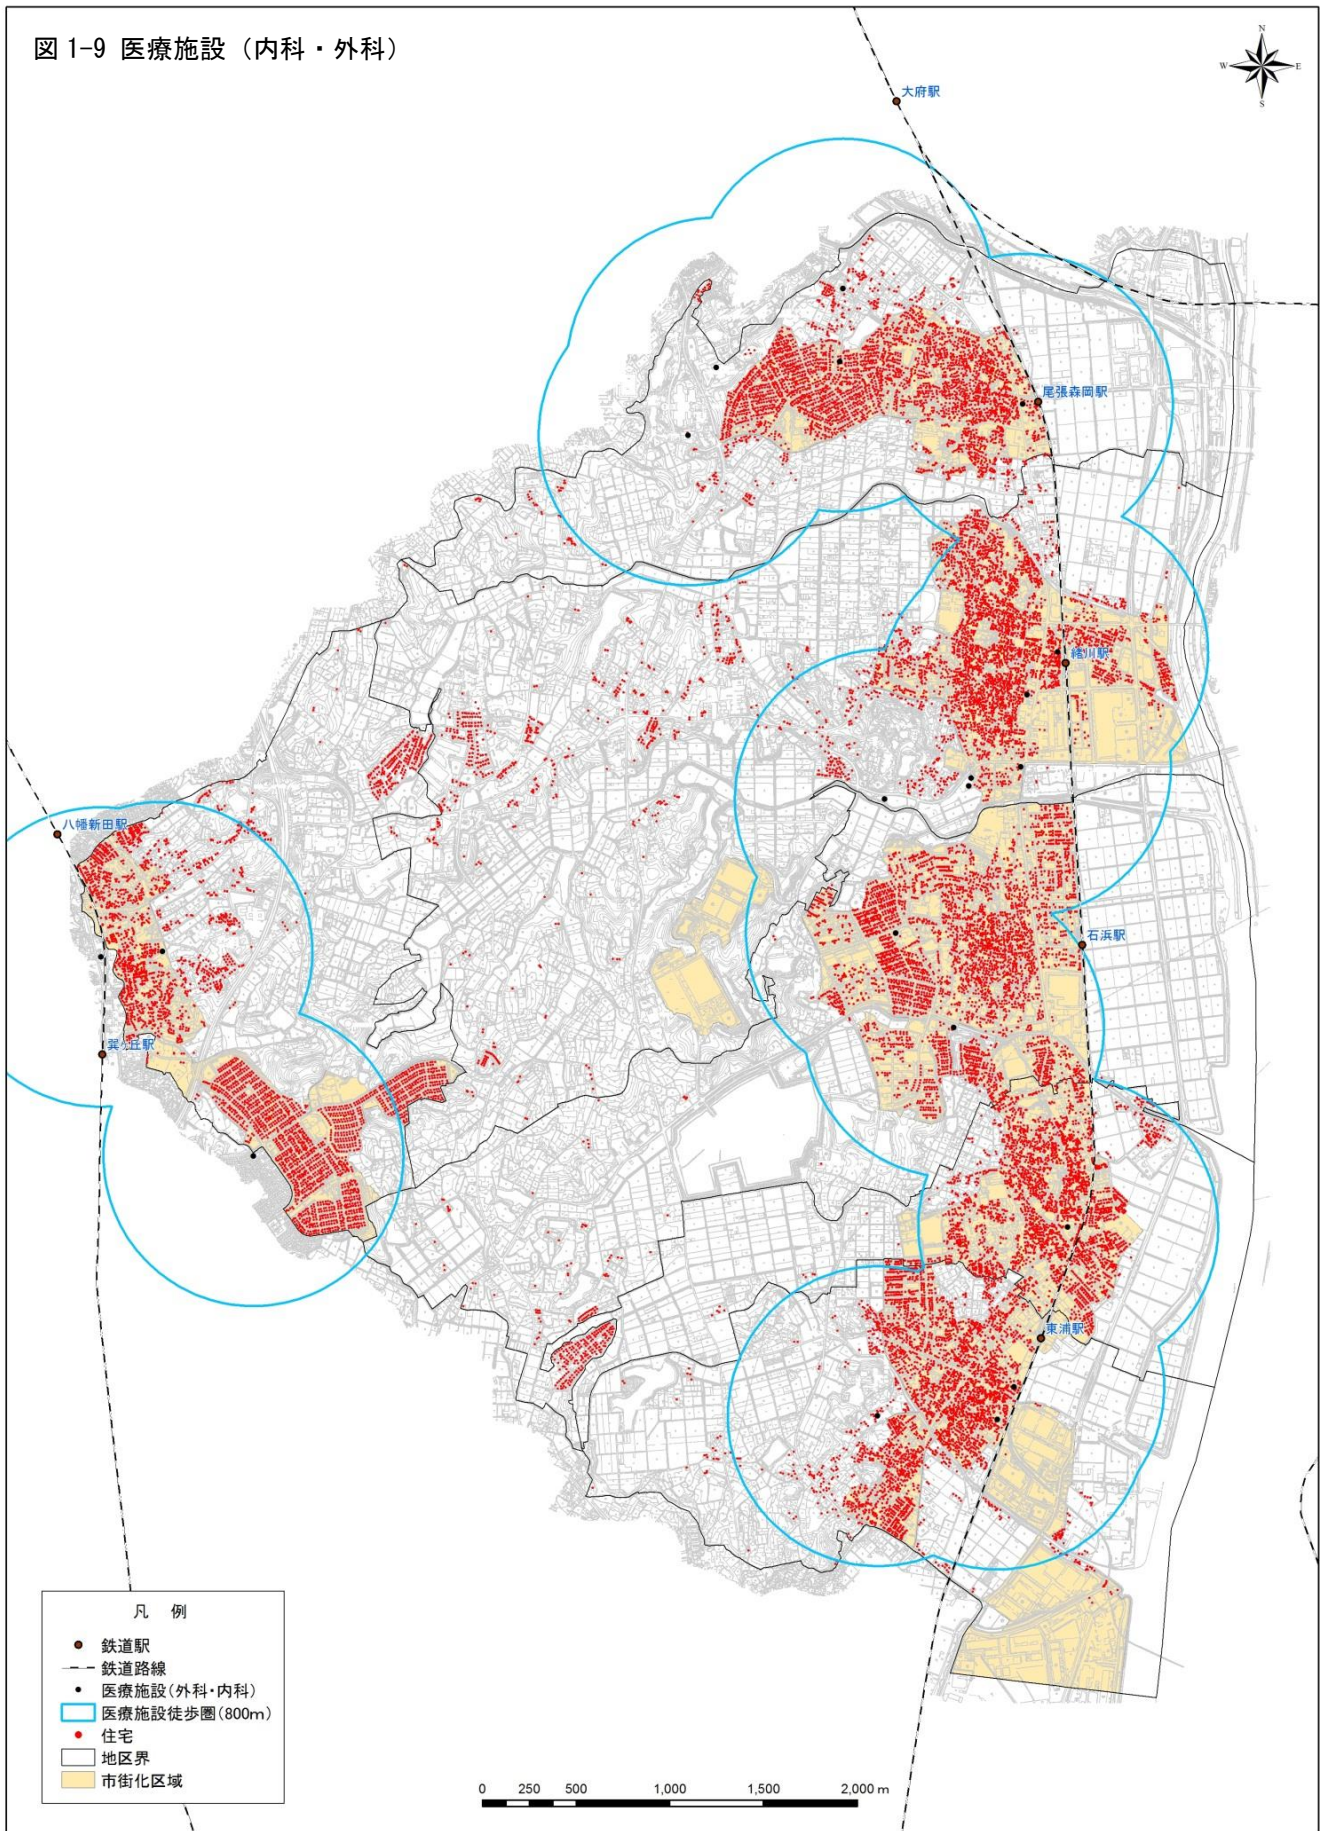 図 1-9 医療施設（内科・外科）
N
W
E
S
大府駅
尾張森岡駅
緒川駅
八幡新田駅
石浜駅
巽ヶ丘駅
東浦駅
凡 例
鉄道駅
鉄道路線
医療施設(外科・内科)
医療施設徒歩圏(800m)
住宅
地区界
市街化区域
0 250 500 1,000 1,500 2,000 m